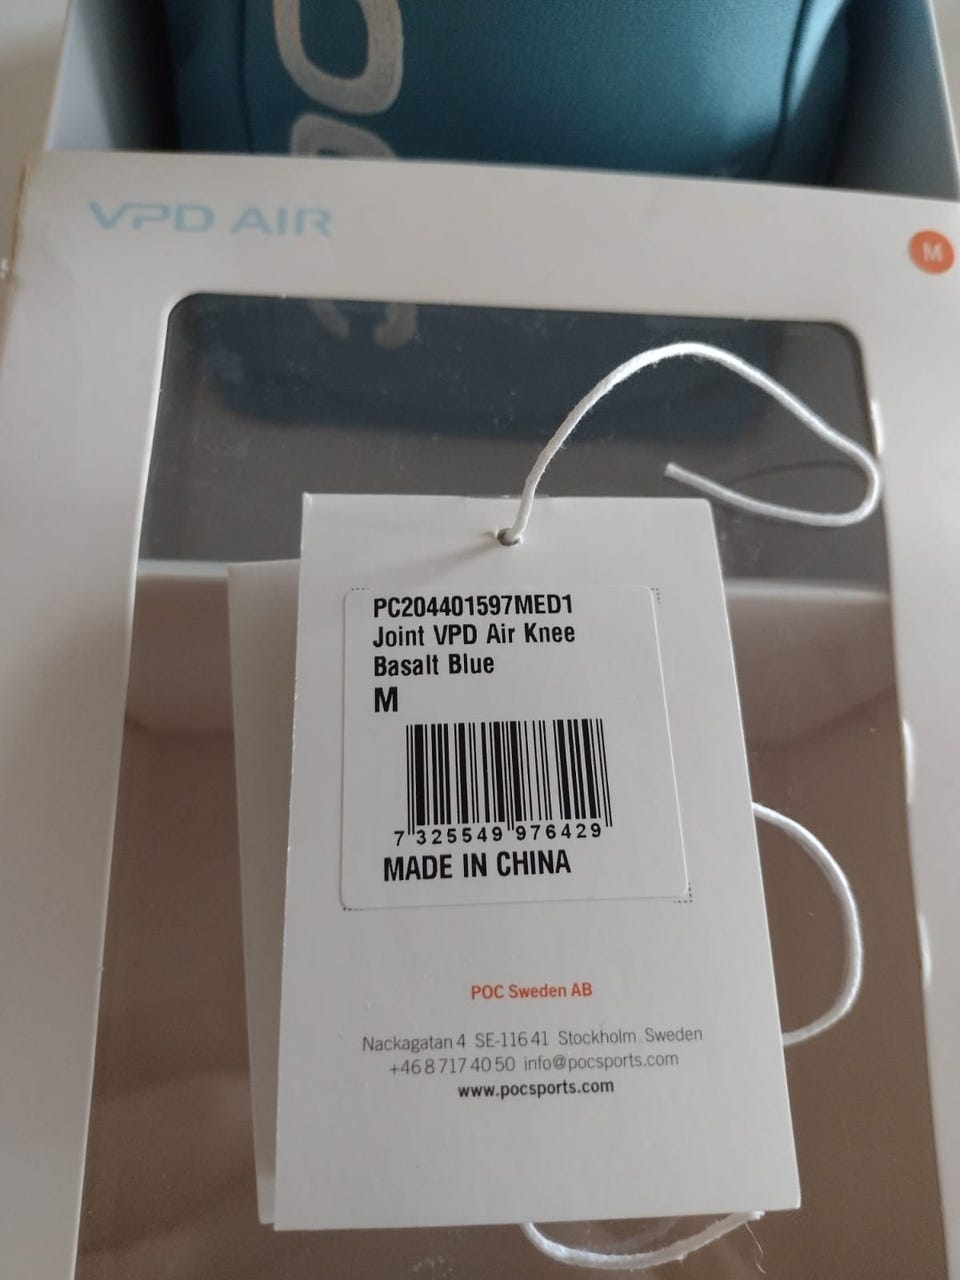 VPD AIR
M
PC204401597MED1
Joint VPD Air Knee
Basalt Blue
M
7 325549 976429
MADE IN CHINA
POC Sweden AB
Nackagatan 4 SE-116 41 Stockholm Sweden
+46 8 717 40 50 info@pocsports.com
www.pocsports.com